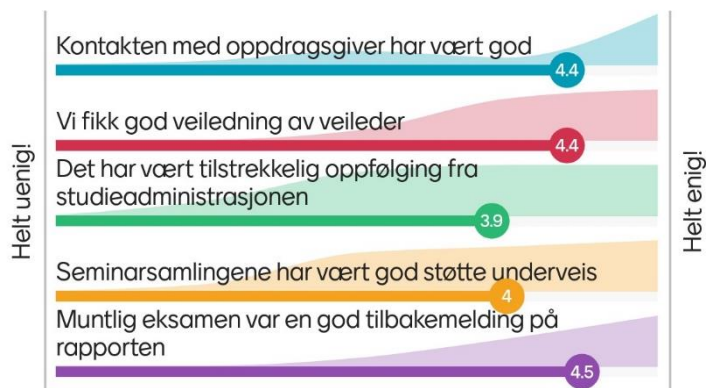 Kontakten med oppdragsgiver har vært god
4.4
Vi fikk god veiledning av veileder
4.4
Det har vært tilstrekkelig oppfølging fra
studieadministrasjonen
3.9
Seminarsamlingene har vært god støtte underveis
4
Muntlig eksamen var en god tilbakemelding på
rapporten
4.5
Helt uenig!
Helt enig!